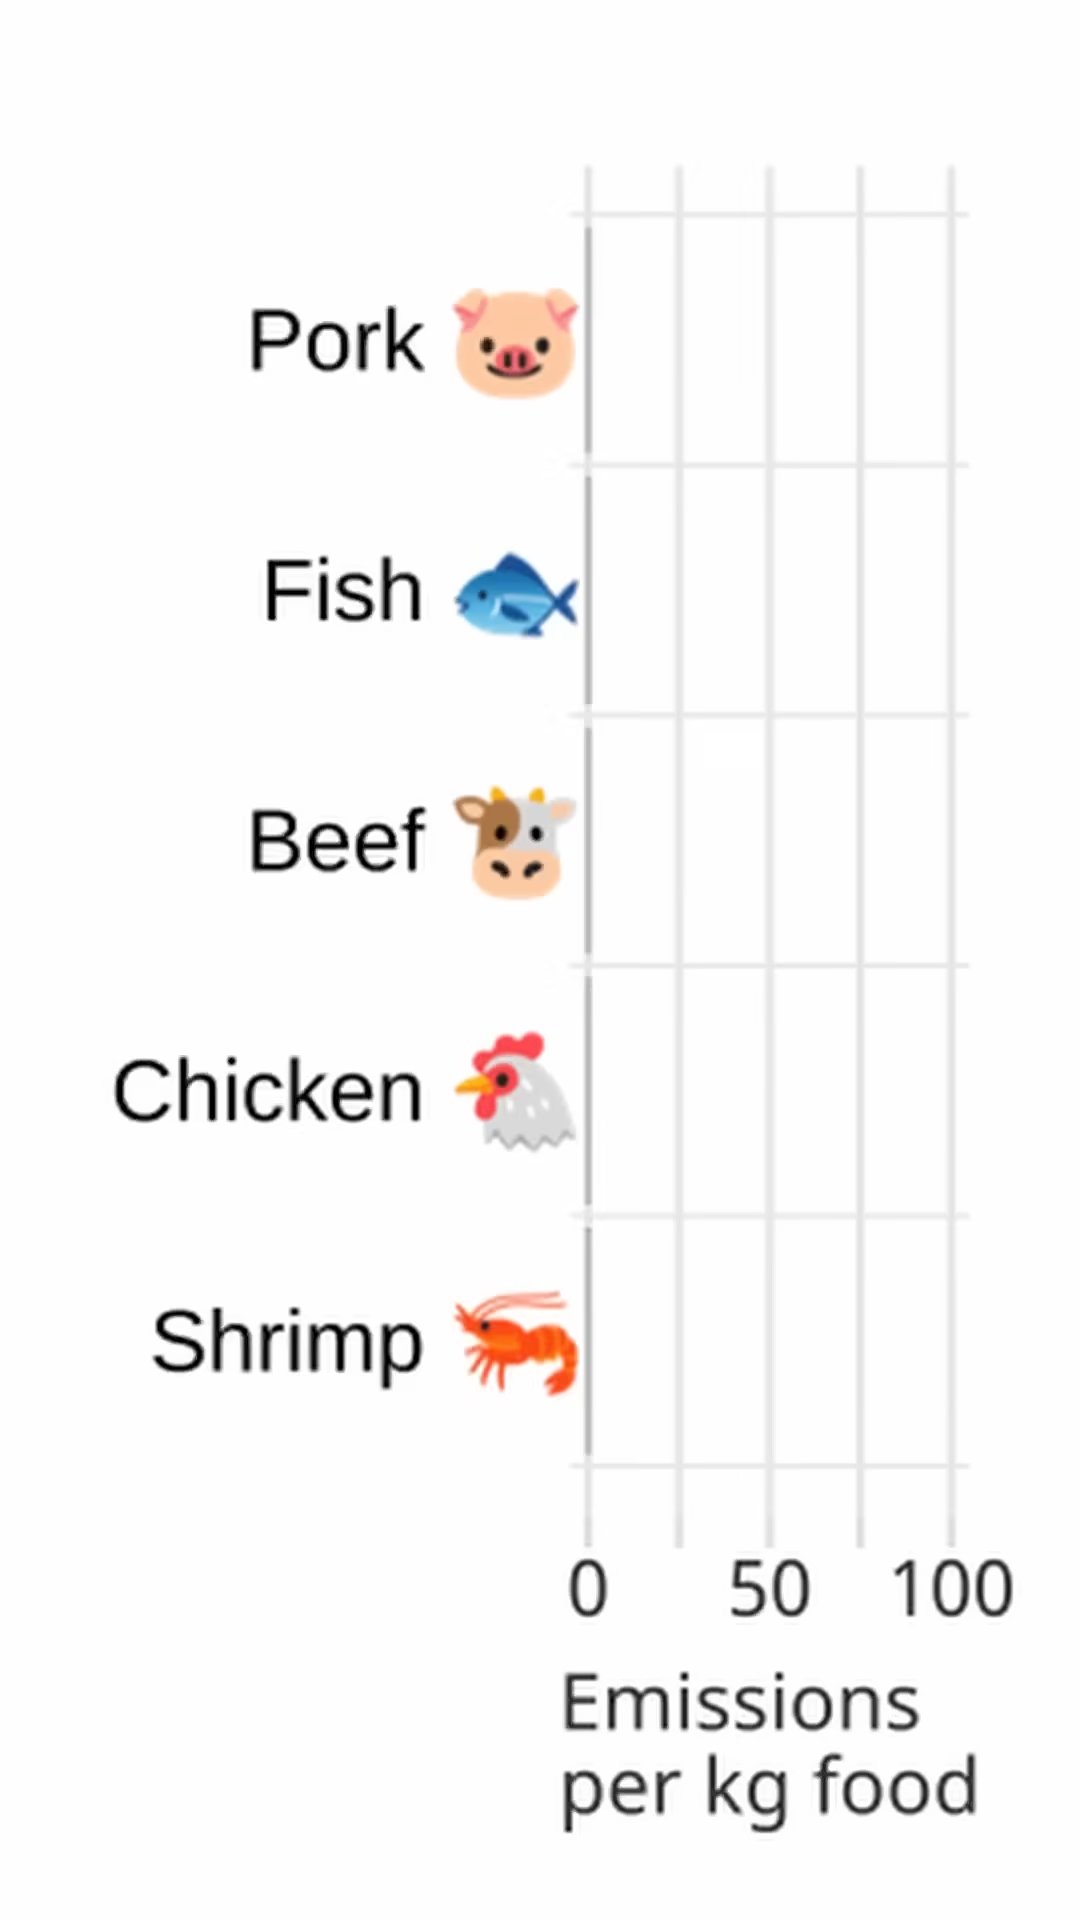 Pork
Fish
Beef
Chicken
Shrimp
0 50 100
Emissions
per kg food